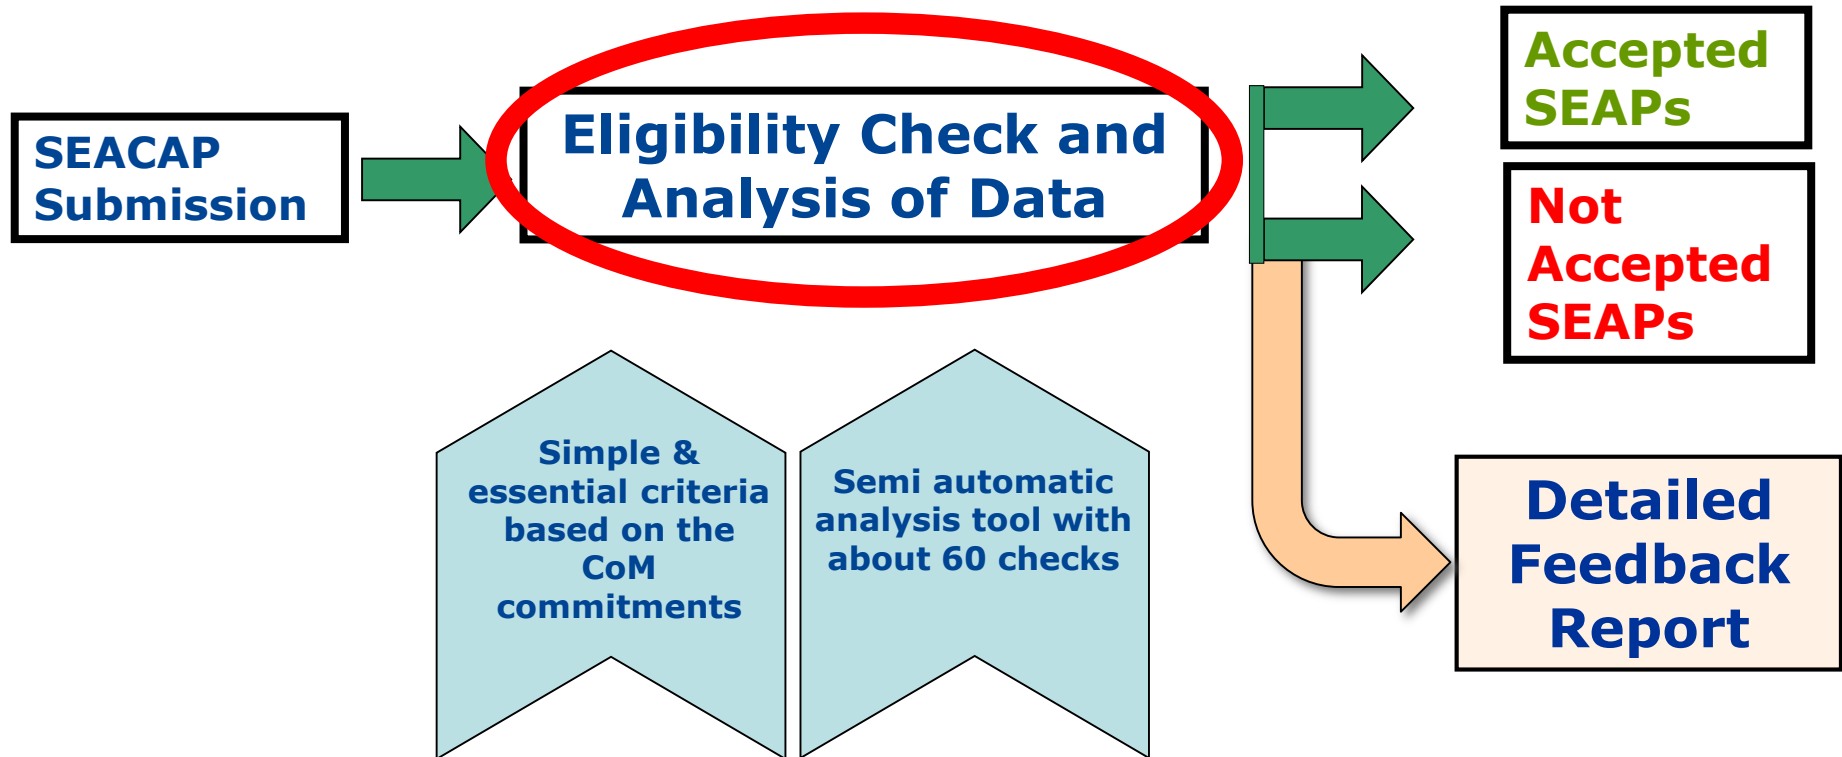 SEACAP
Submission
Eligibility Check and
Analysis of Data
Accepted
SEAPs
Not
Accepted
SEAPs
Simple &
essential criteria
based on the
CoM
commitments
Semi automatic
analysis tool with
about 60 checks
Detailed
Feedback
Report